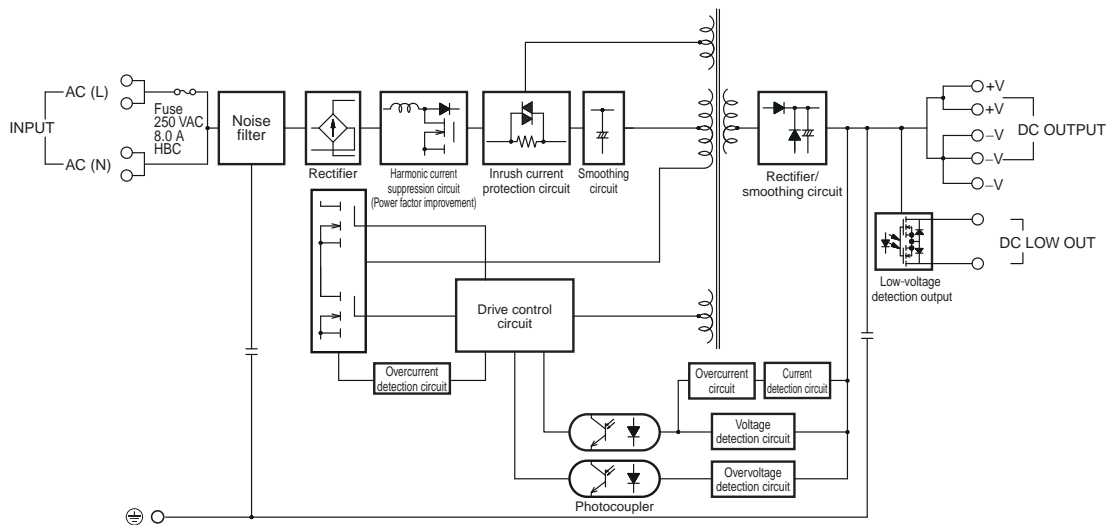 INPUT
AC (L)
AC (N)
Fuse
250 VAC
8.0 A
HBC
Noise
filter
Rectifier
Harmonic current
suppression circuit
(Power factor improvement)
Inrush current
protection circuit
Smoothing
circuit
Rectifier/
smoothing circuit
+V
+V
−V
−V
−V
DC OUTPUT
DC LOW OUT
Low-voltage
detection output
Drive control
circuit
Overcurrent
detection circuit
Overcurrent
circuit
Current
detection circuit
Voltage
detection circuit
Overvoltage
detection circuit
Photocoupler